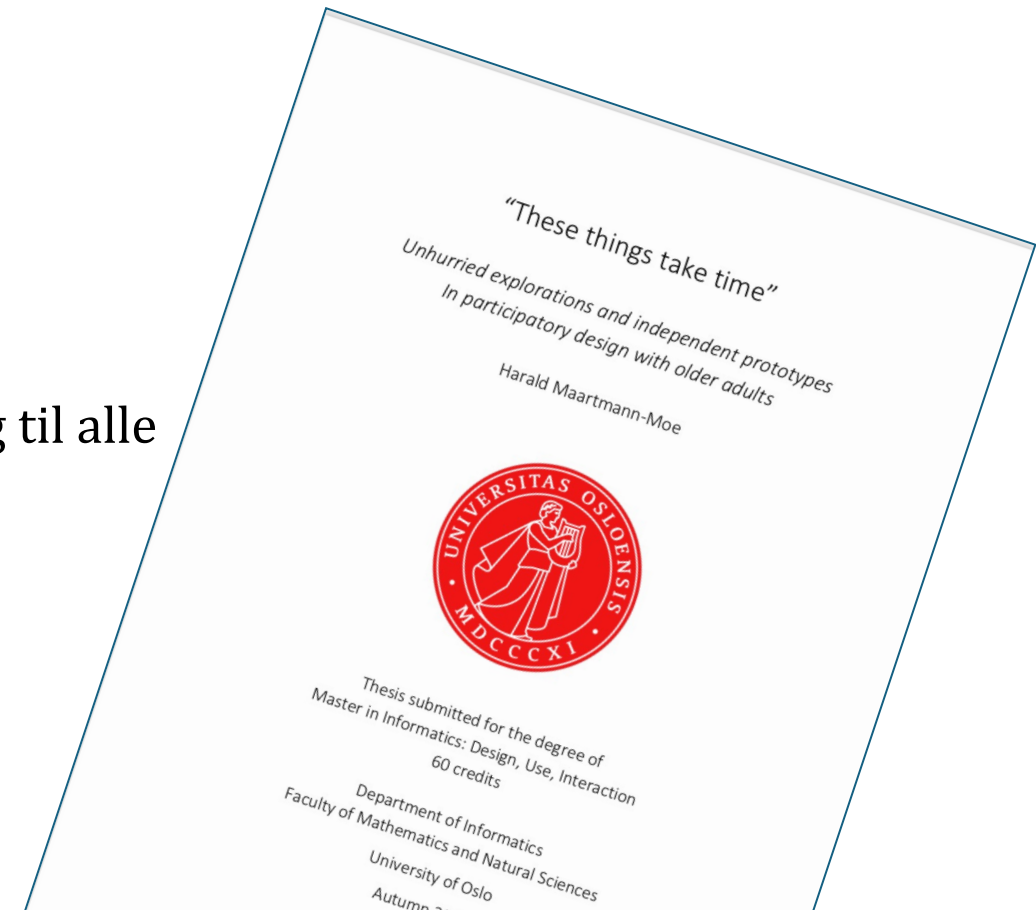 “These things take time”
Unhurried explorations and independent prototypes
In participatory design with older adults
Harald Maartmann-Moe
til alle
UNIVERSITAS OSLOENSIS
MDCCCXI
Thesis submitted for the degree of
Master in Informatics: Design, Use, Interaction
60 credits
Department of Informatics
Faculty of Mathematics and Natural Sciences
University of Oslo
Autumn